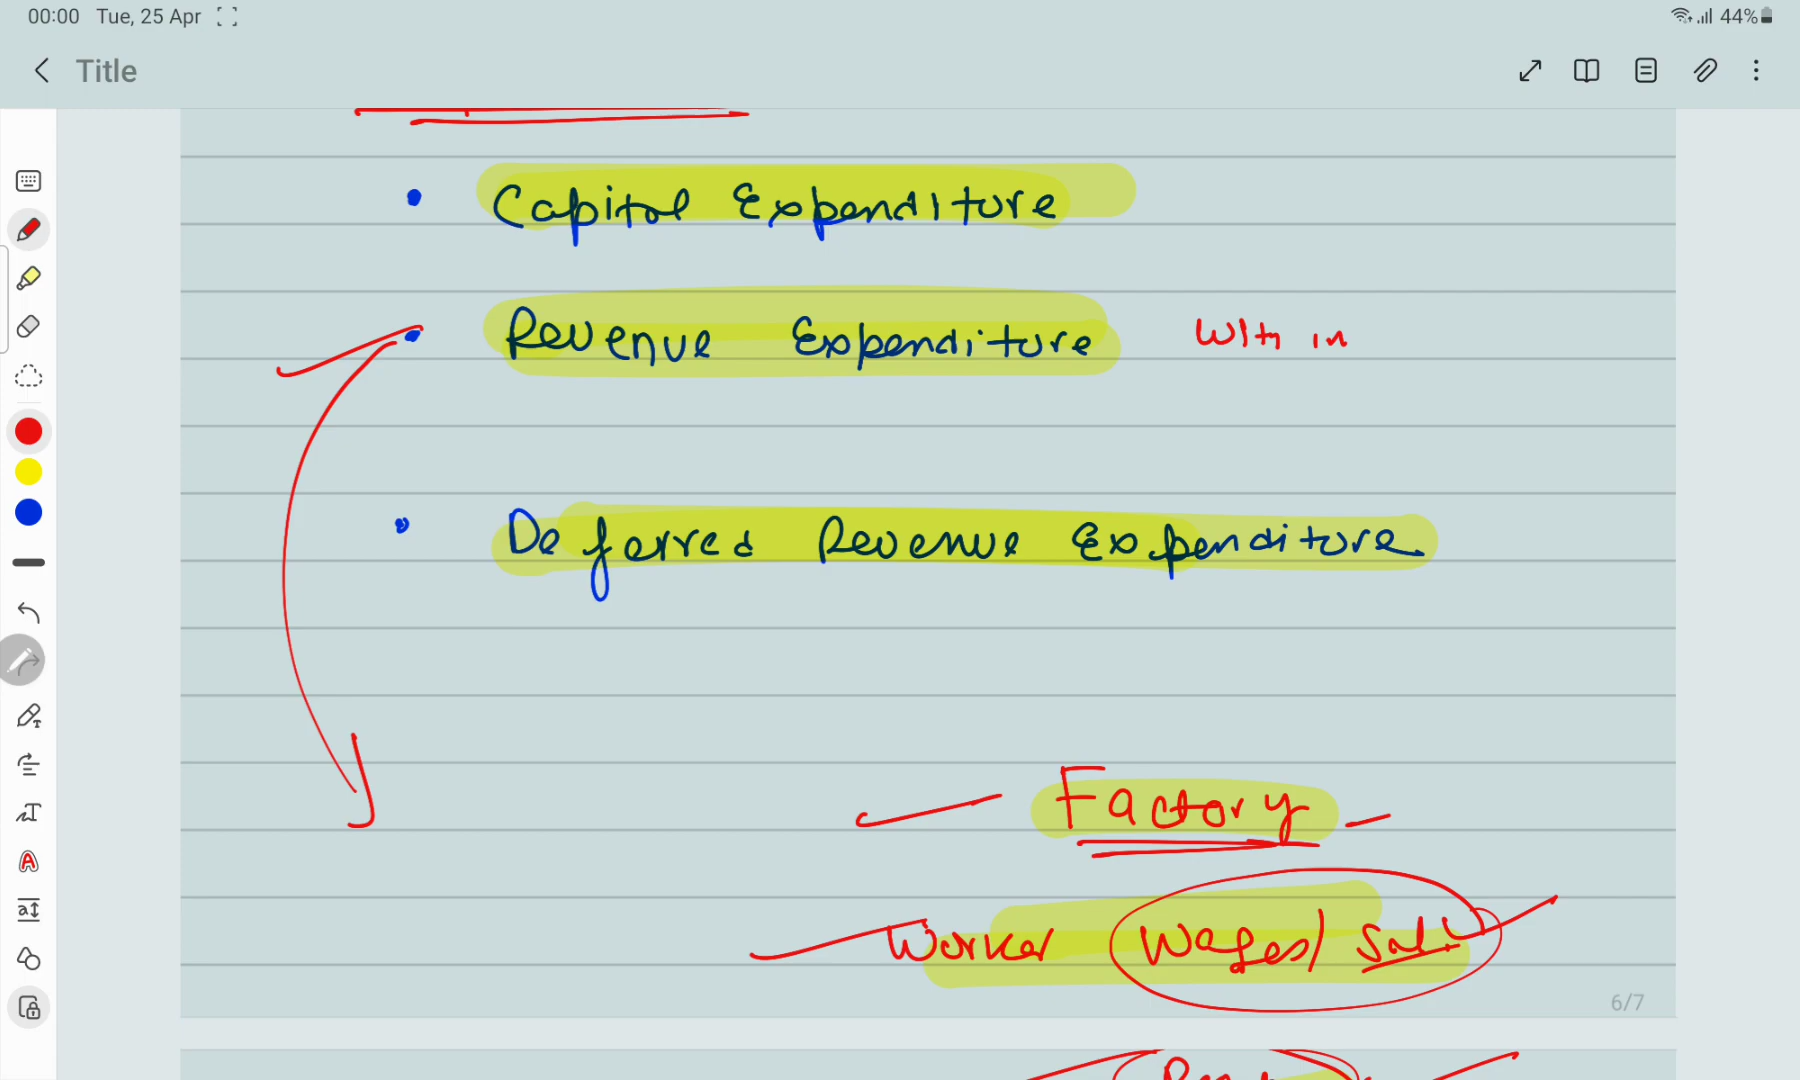 00:00 Tue, 25 Apr 44%
Title
Capital Expenditure
Revenue Expenditure With in
Deferred Revenue Expenditure
Factory
Worker Wages/
6/7